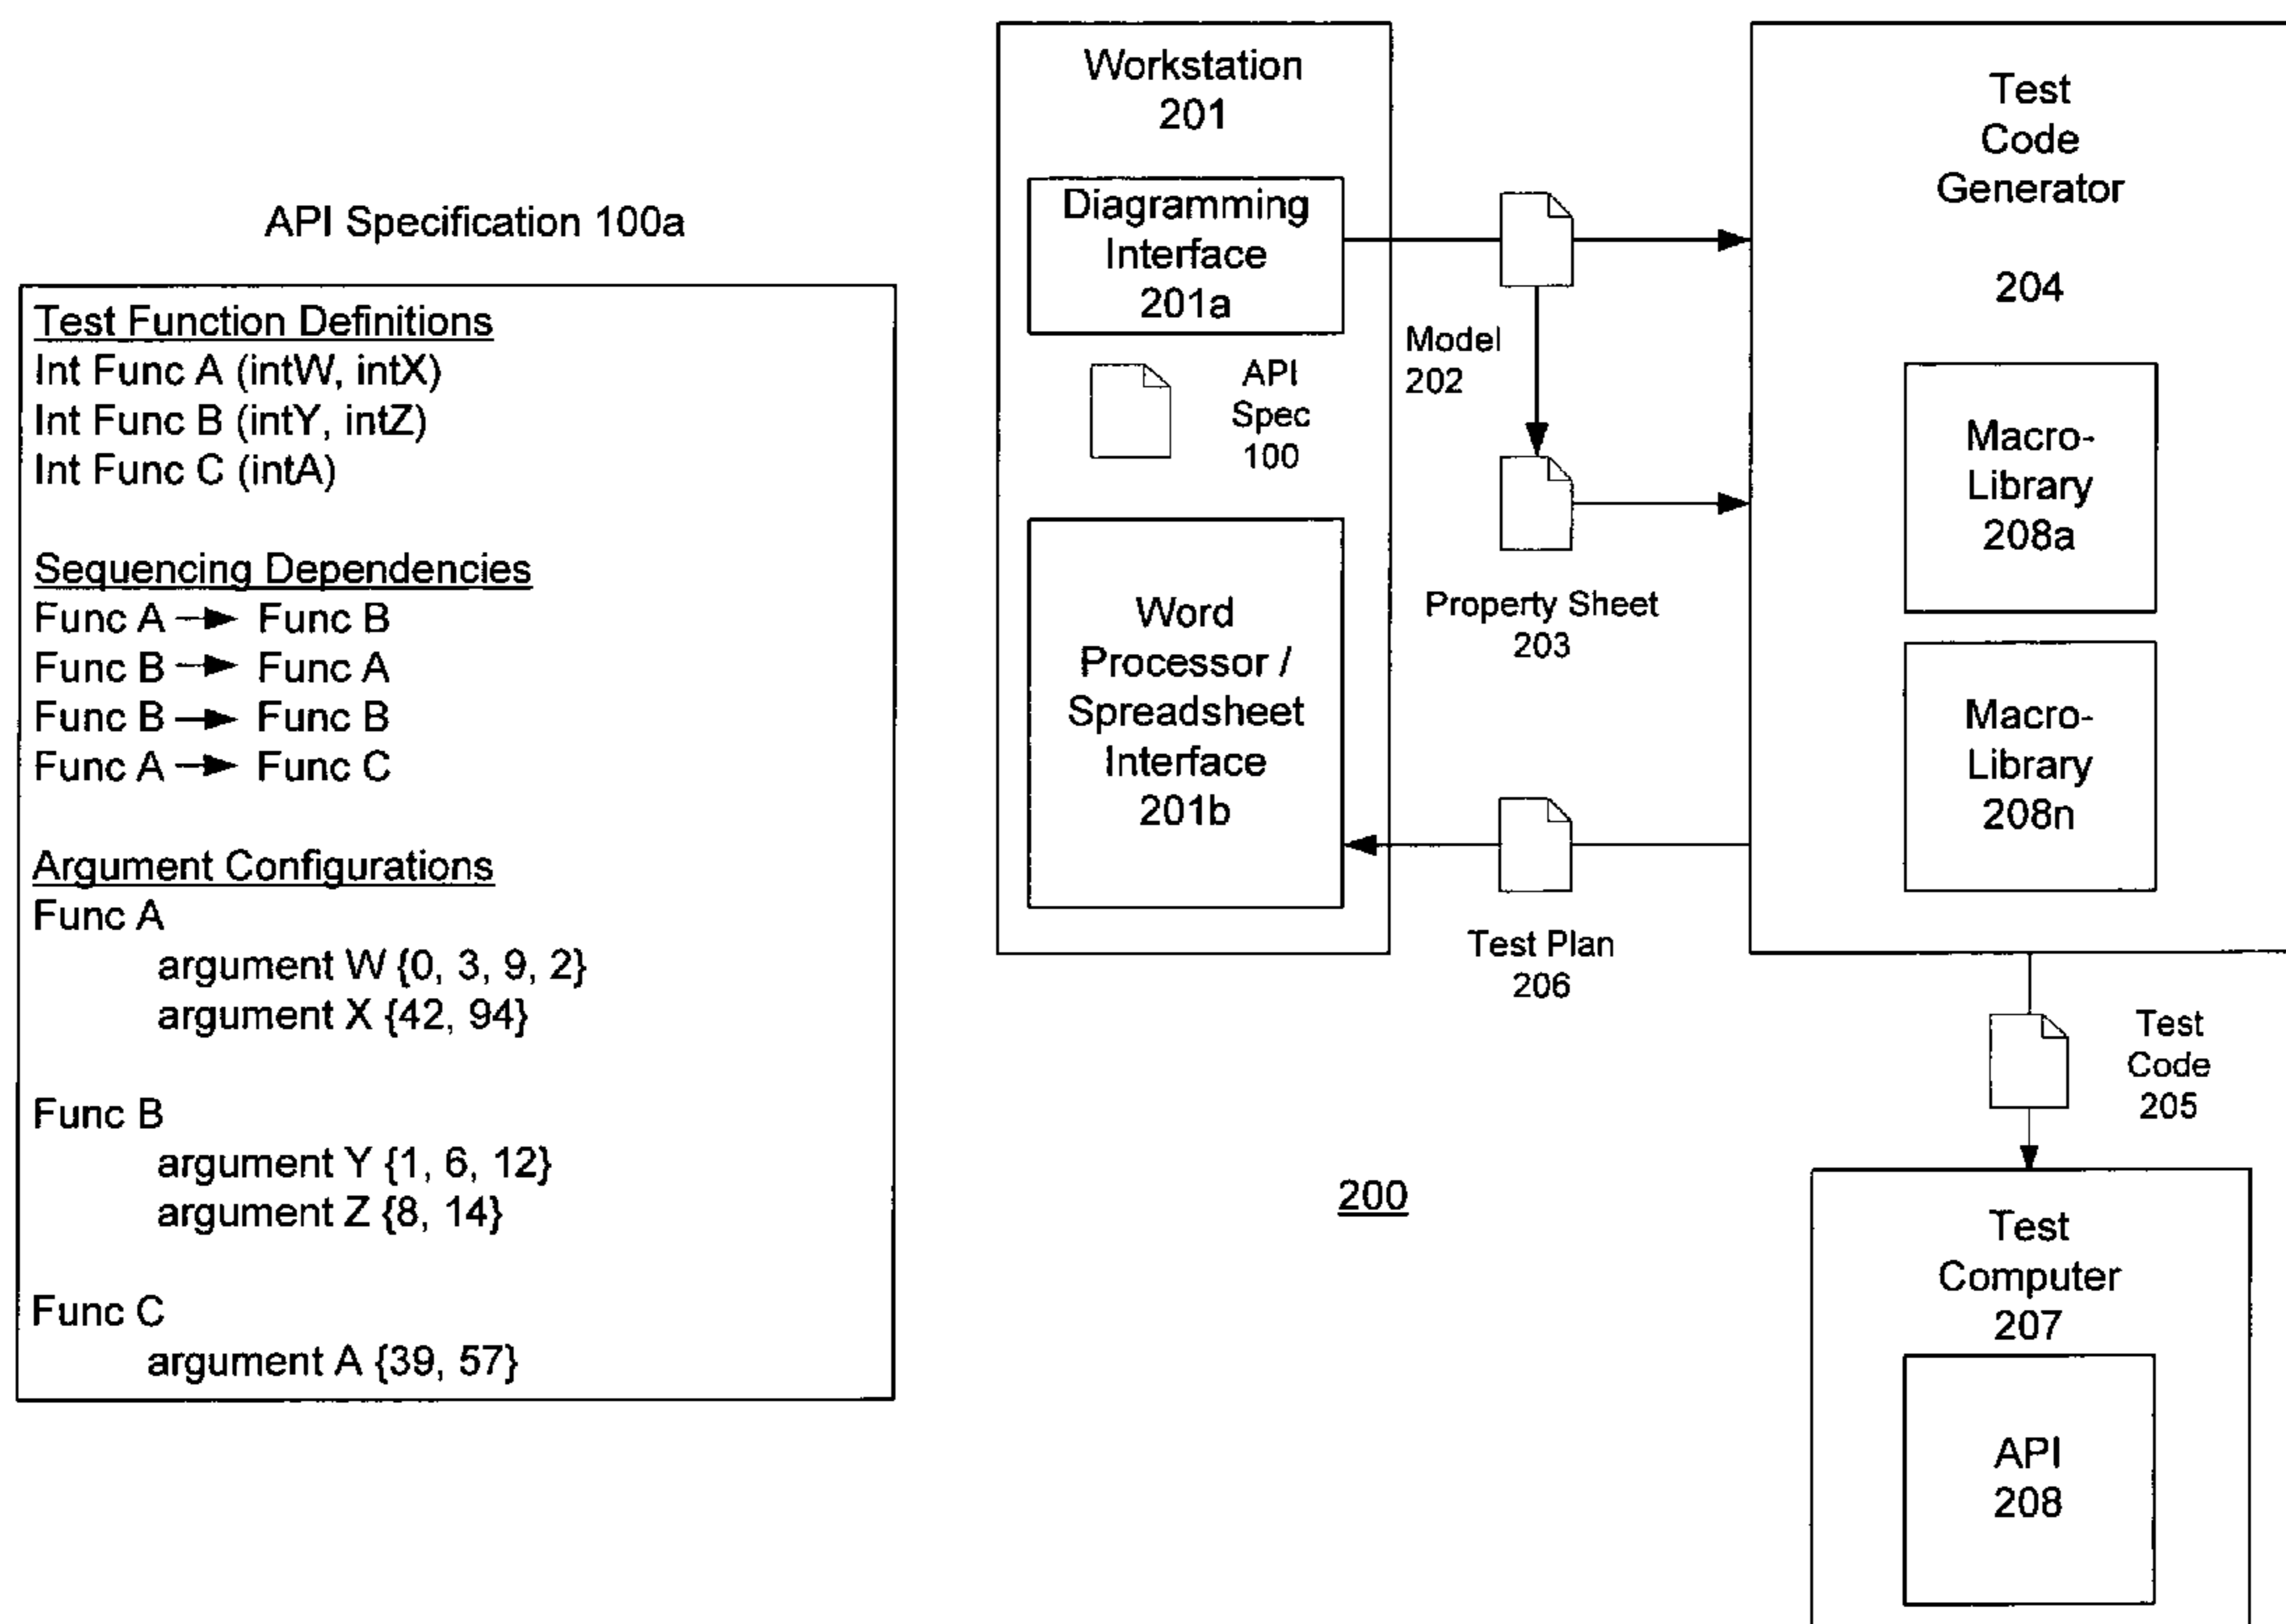 API Specification 100a
Test Function Definitions
Int Func A (intW, intX)
Int Func B (intY, intZ)
Int Func C (intA)
Sequencing Dependencies
Func A → Func B
Func B → Func A
Func B → Func B
Func A → Func C
Argument Configurations
Func A
argument W {0, 3, 9, 2}
argument X {42, 94}
Func B
argument Y {1, 6, 12}
argument Z {8, 14}
Func C
argument A {39, 57}
Workstation
201
Diagramming
Interface
201a
API
Spec
100
Word
Processor /
Spreadsheet
Interface
201b
Model
202
Property Sheet
203
Test Plan
206
200
Test
Code
Generator
204
Macro-
Library
208a
Macro-
Library
208n
Test
Code
205
Test
Computer
207
API
208